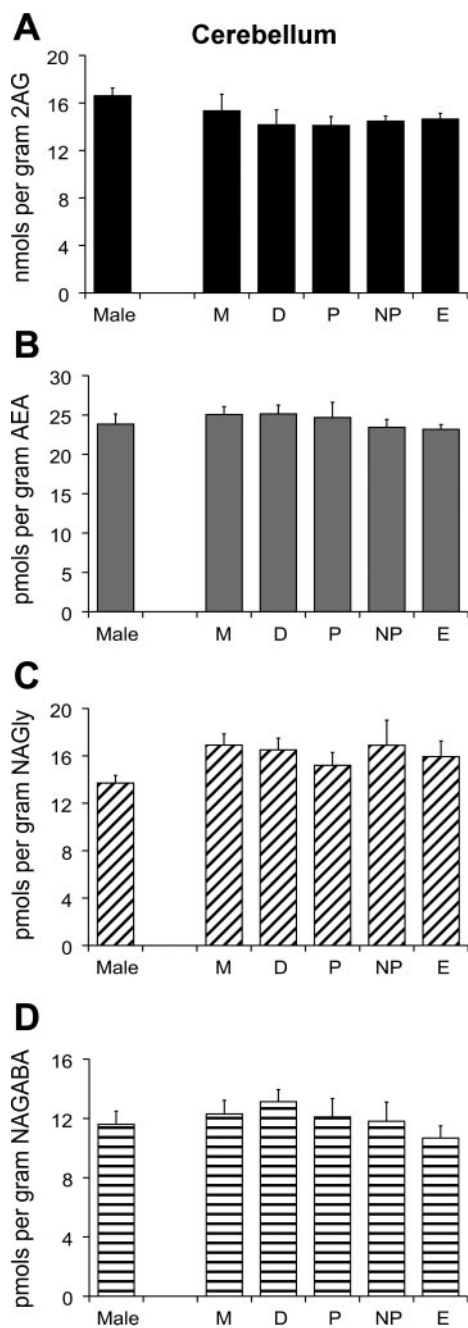 A
Cerebellum
nmols per gram 2AG
20
16
12
8
4
0
Male M D P NP E
B
pmols per gram AEA
30
25
20
15
10
5
0
Male M D P NP E
C
pmols per gram NAGly
20
16
12
8
4
0
Male M D P NP E
D
pmols per gram NAGABA
16
12
8
4
0
Male M D P NP E